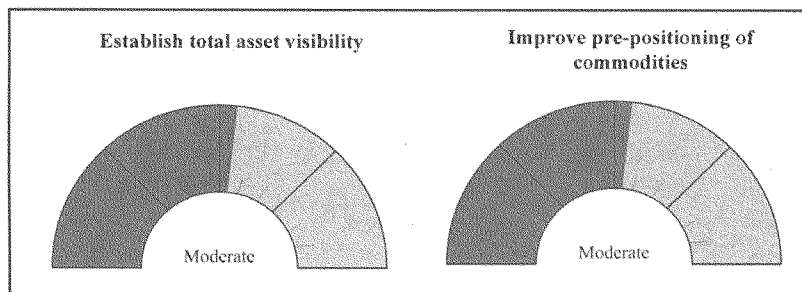 Establish total asset visibility
Improve pre-positioning of
commodities
Moderate
Moderate